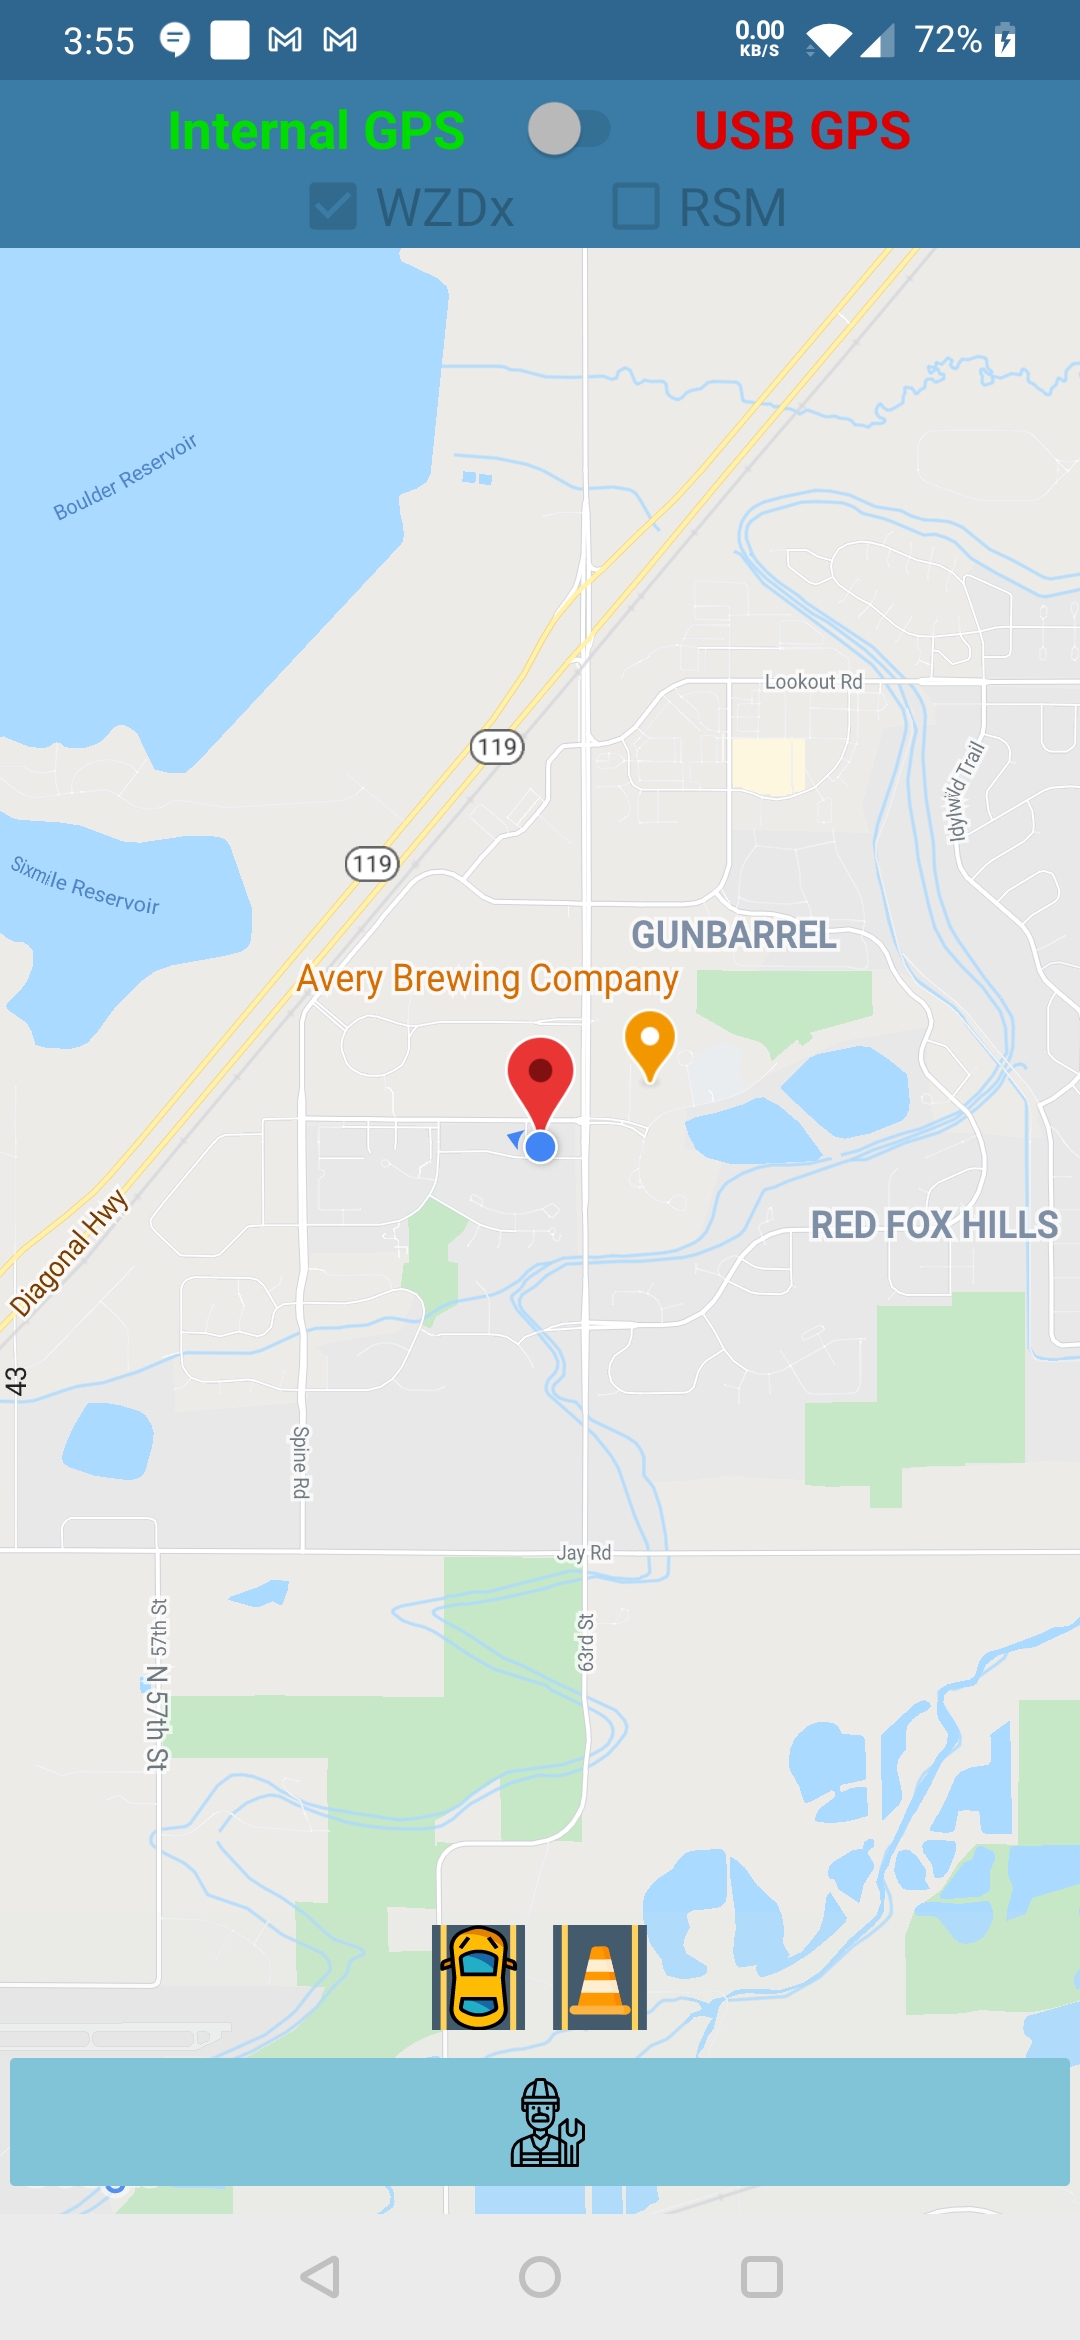 3:55
0.00
KB/S
72%
Internal GPS
USB GPS
WZDx
RSM
Boulder Reservoir
Lookout Rd
119
Idylwild Trail
119
Sixmile Reservoir
GUNBARREL
Avery Brewing Company
Diagonal Hwy
RED FOX HILLS
43
Spine Rd
Jay Rd
57th St
63rd St
N 57th St